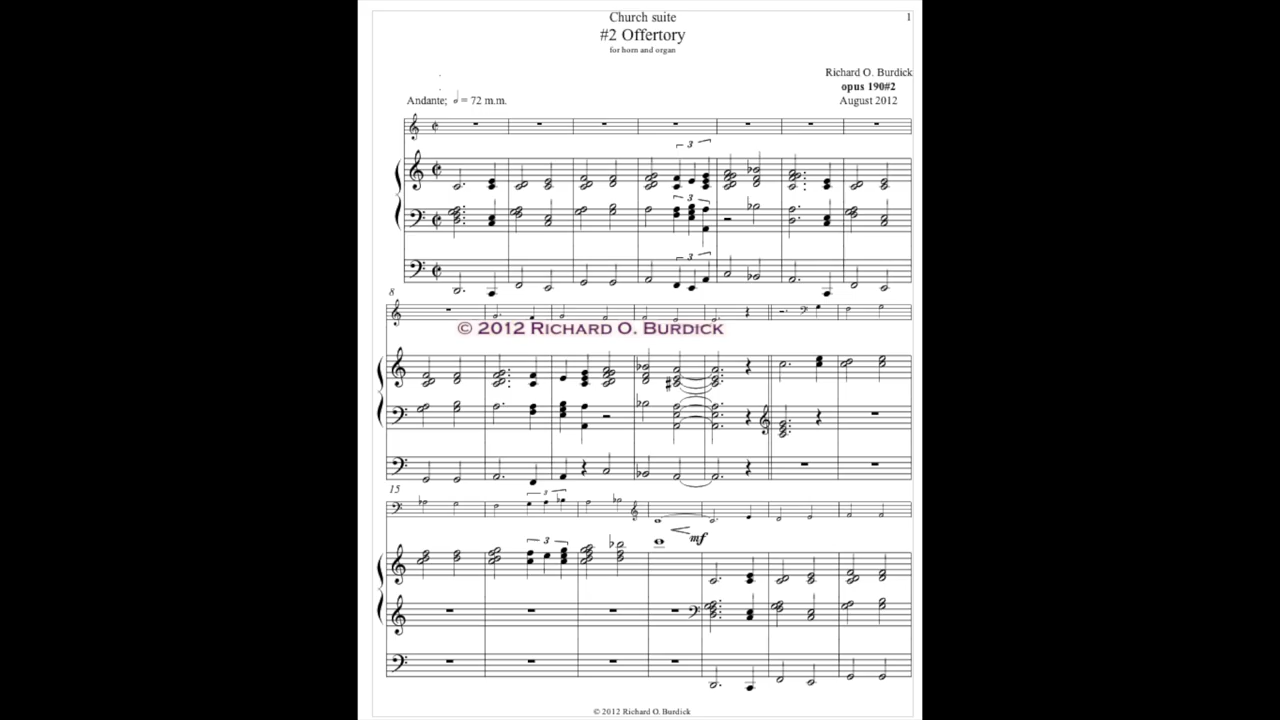 Church suite
1
#2 Offertory
for horn and organ
Richard O. Burdick
opus 190#2
Andante; = 72 m.m.
August 2012
3
3
3
8
© 2012 Richard O. Burdick
15
3
3
mf
© 2012 Richard O. Burdick